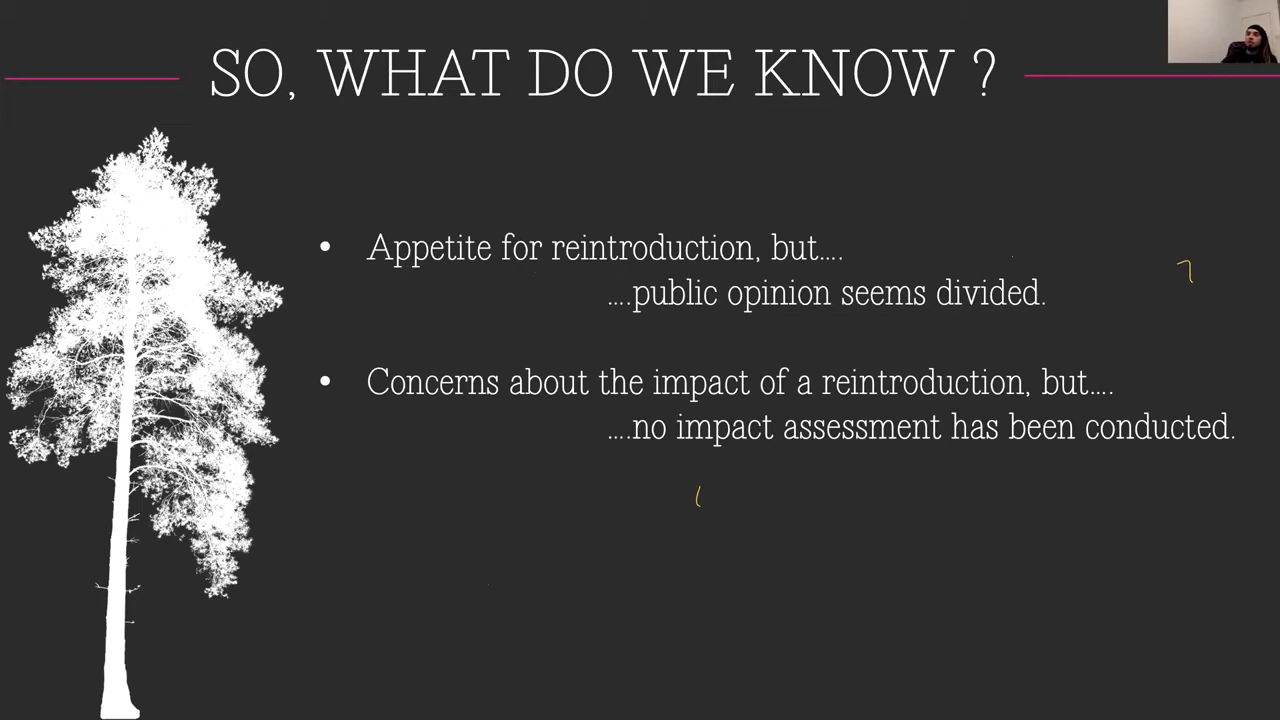 SO, WHAT DO WE KNOW ?
• Appetite for reintroduction, but....
....public opinion seems divided.
• Concerns about the impact of a reintroduction, but....
....no impact assessment has been conducted.